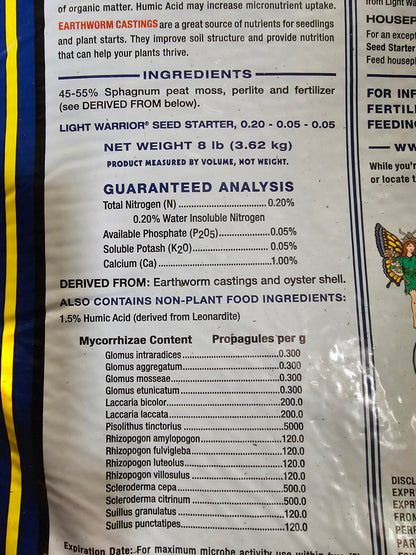 of organic matter. Humic Acid may increase micronutrient uptake.
EARTHWORM CASTINGS are a great source of nutrients for seedlings
and plant starts. They improve soil structure and provide nutrition
that can help your plants thrive.
INGREDIENTS
45-55% Sphagnum peat moss, perlite and fertilizer
(see DERIVED FROM below).
LIGHT WARRIOR® SEED STARTER, 0.20 - 0.05 - 0.05
NET WEIGHT 8 lb (3.62 kg)
PRODUCT MEASURED BY VOLUME, NOT WEIGHT.
GUARANTEED ANALYSIS
Total Nitrogen (N) ........................0.20%
0.20% Water Insoluble Nitrogen
Available Phosphate (P2O5)................0.05%
Soluble Potash (K2O)........................ 0.05%
Calcium (Ca)................................1.00%
DERIVED FROM: Earthworm castings and oyster shell.
ALSO CONTAINS NON-PLANT FOOD INGREDIENTS:
1.5% Humic Acid (derived from Leonardite)
Mycorrhizae Content Propagules per g
Glomus intraradices...........................0.300
Glomus aggregatum...........................0.300
Glomus mosseae..............................0.300
Glomus etunicatum...........................0.300
Laccaria bicolor................................200.0
Laccaria laccata................................200.0
Pisolithus tinctorius ..........................5000
Rhizopogon amylopogon....................120.0
Rhizopogon fulvigleba.......................120.0
Rhizopogon luteolus..........................120.0
Rhizopogon villosulus........................120.0
Scleroderma cepa.............................500.0
Scleroderma citrinum.........................500.0
Suillus granulatus.............................120.0
Suillus punctatipes............................120.0
Expiration Date: For maximum microbe activity use within two
from Light Wa
HOUSEH
For an except
Seed Starter
Feed housepl
FOR INF
FERTIL
FEEDIN
WW
While you'r
or locate t
DISCL
EXPR
EXPR
FROM
PERF
PAR